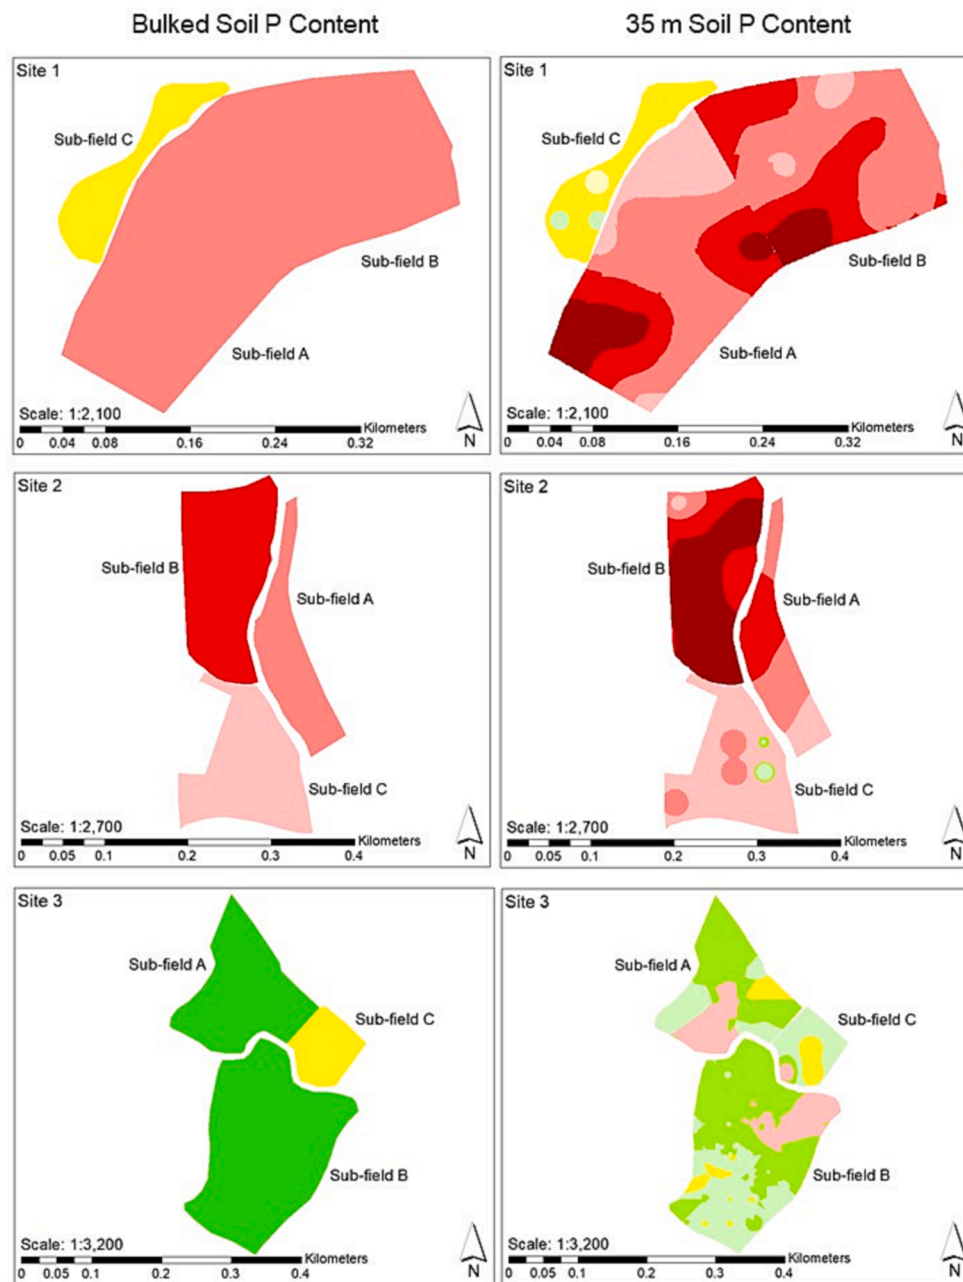 Bulked Soil P Content
35 m Soil P Content
Site 1
Sub-field C
Sub-field B
Sub-field A
Scale: 1:2,100
Kilometers
0 0.04 0.08 0.16 0.24 0.32
N
Site 1
Sub-field C
Sub-field B
Sub-field A
Scale: 1:2,100
Kilometers
0 0.04 0.08 0.16 0.24 0.32
N
Site 2
Sub-field B
Sub-field A
Sub-field C
Scale: 1:2,700
Kilometers
0 0.05 0.1 0.2 0.3 0.4
N
Site 2
Sub-field B
Sub-field A
Sub-field C
Scale: 1:2,700
Kilometers
0 0.05 0.1 0.2 0.3 0.4
N
Site 3
Sub-field A
Sub-field C
Sub-field B
Scale: 1:3,200
Kilometers
0 0.05 0.1 0.2 0.3 0.4
N
Site 3
Sub-field A
Sub-field C
Sub-field B
Scale: 1:3,200
Kilometers
0 0.05 0.1 0.2 0.3 0.4
N